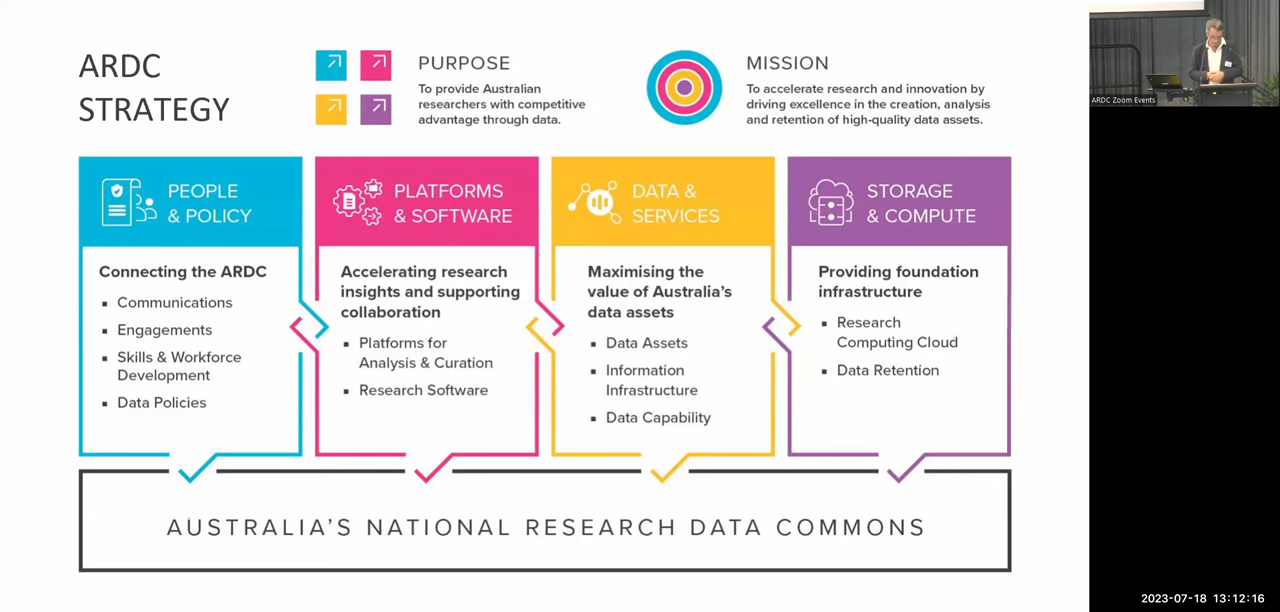 ARDC
STRATEGY
PURPOSE
To provide Australian
researchers with competitive
advantage through data.
MISSION
To accelerate research and innovation by
driving excellence in the creation, analysis
and retention of high-quality data assets.
PEOPLE
& POLICY
Connecting the ARDC
Communications
Engagements
Skills & Workforce
Development
Data Policies
PLATFORMS
& SOFTWARE
Accelerating research
insights and supporting
collaboration
Platforms for
Analysis & Curation
Research Software
DATA &
SERVICES
Maximising the
value of Australia's
data assets
Data Assets
Information
Infrastructure
Data Capability
STORAGE
& COMPUTE
Providing foundation
infrastructure
Research
Computing Cloud
Data Retention
AUSTRALIA'S NATIONAL RESEARCH DATA COMMONS
ARDC Zoom Events
2023-07-18 13:12:16